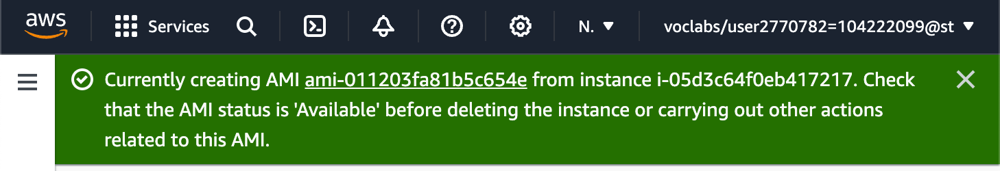 aws Services N. voclabs/user2770782=104222099@st
Currently creating AMI ami-011203fa81b5c654e from instance i-05d3c64f0eb417217. Check
that the AMI status is 'Available' before deleting the instance or carrying out other actions
related to this AMI.